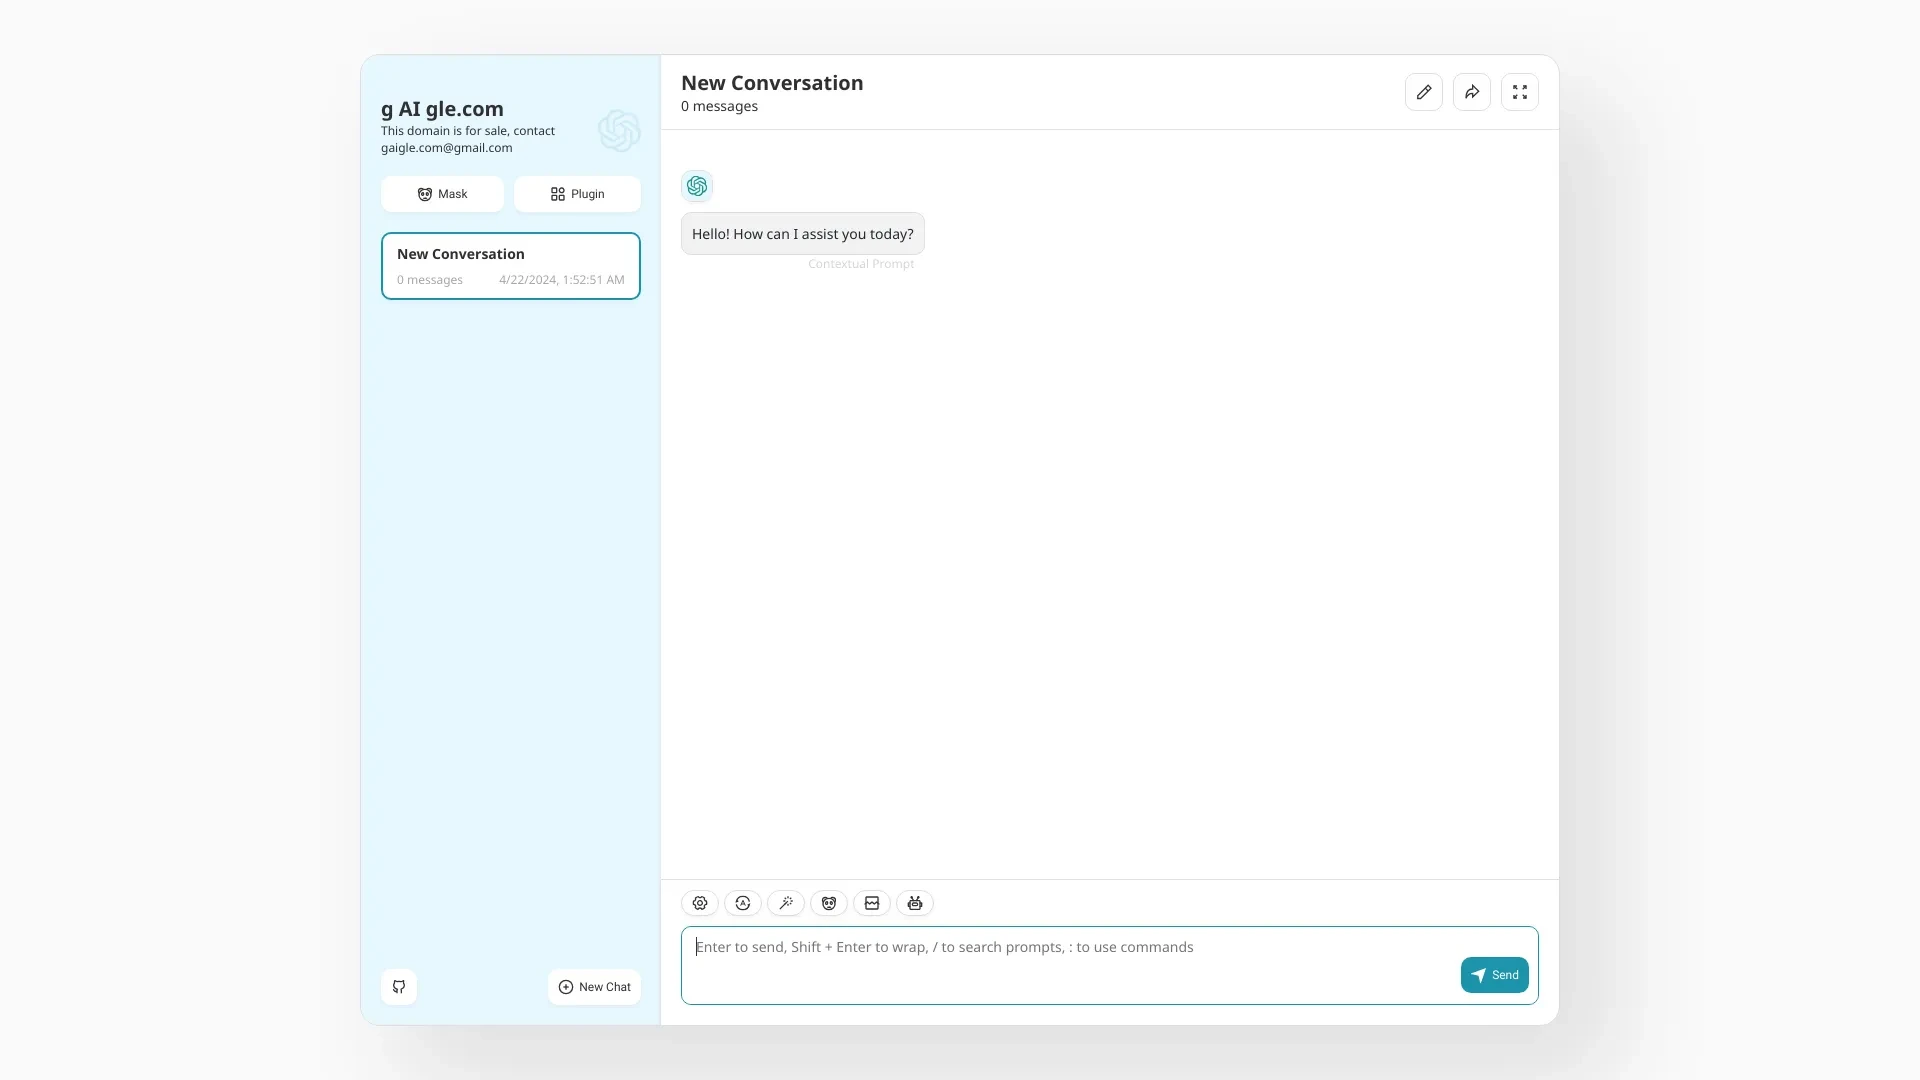 g AI gle.com
This domain is for sale, contact
gaigle.com@gmail.com
Mask
Plugin
New Conversation
0 messages
4/22/2024, 1:52:51 AM
New Chat
New Conversation
0 messages
Hello! How can I assist you today?
Contextual Prompt
Enter to send, Shift + Enter to wrap, / to search prompts, : to use commands
Send